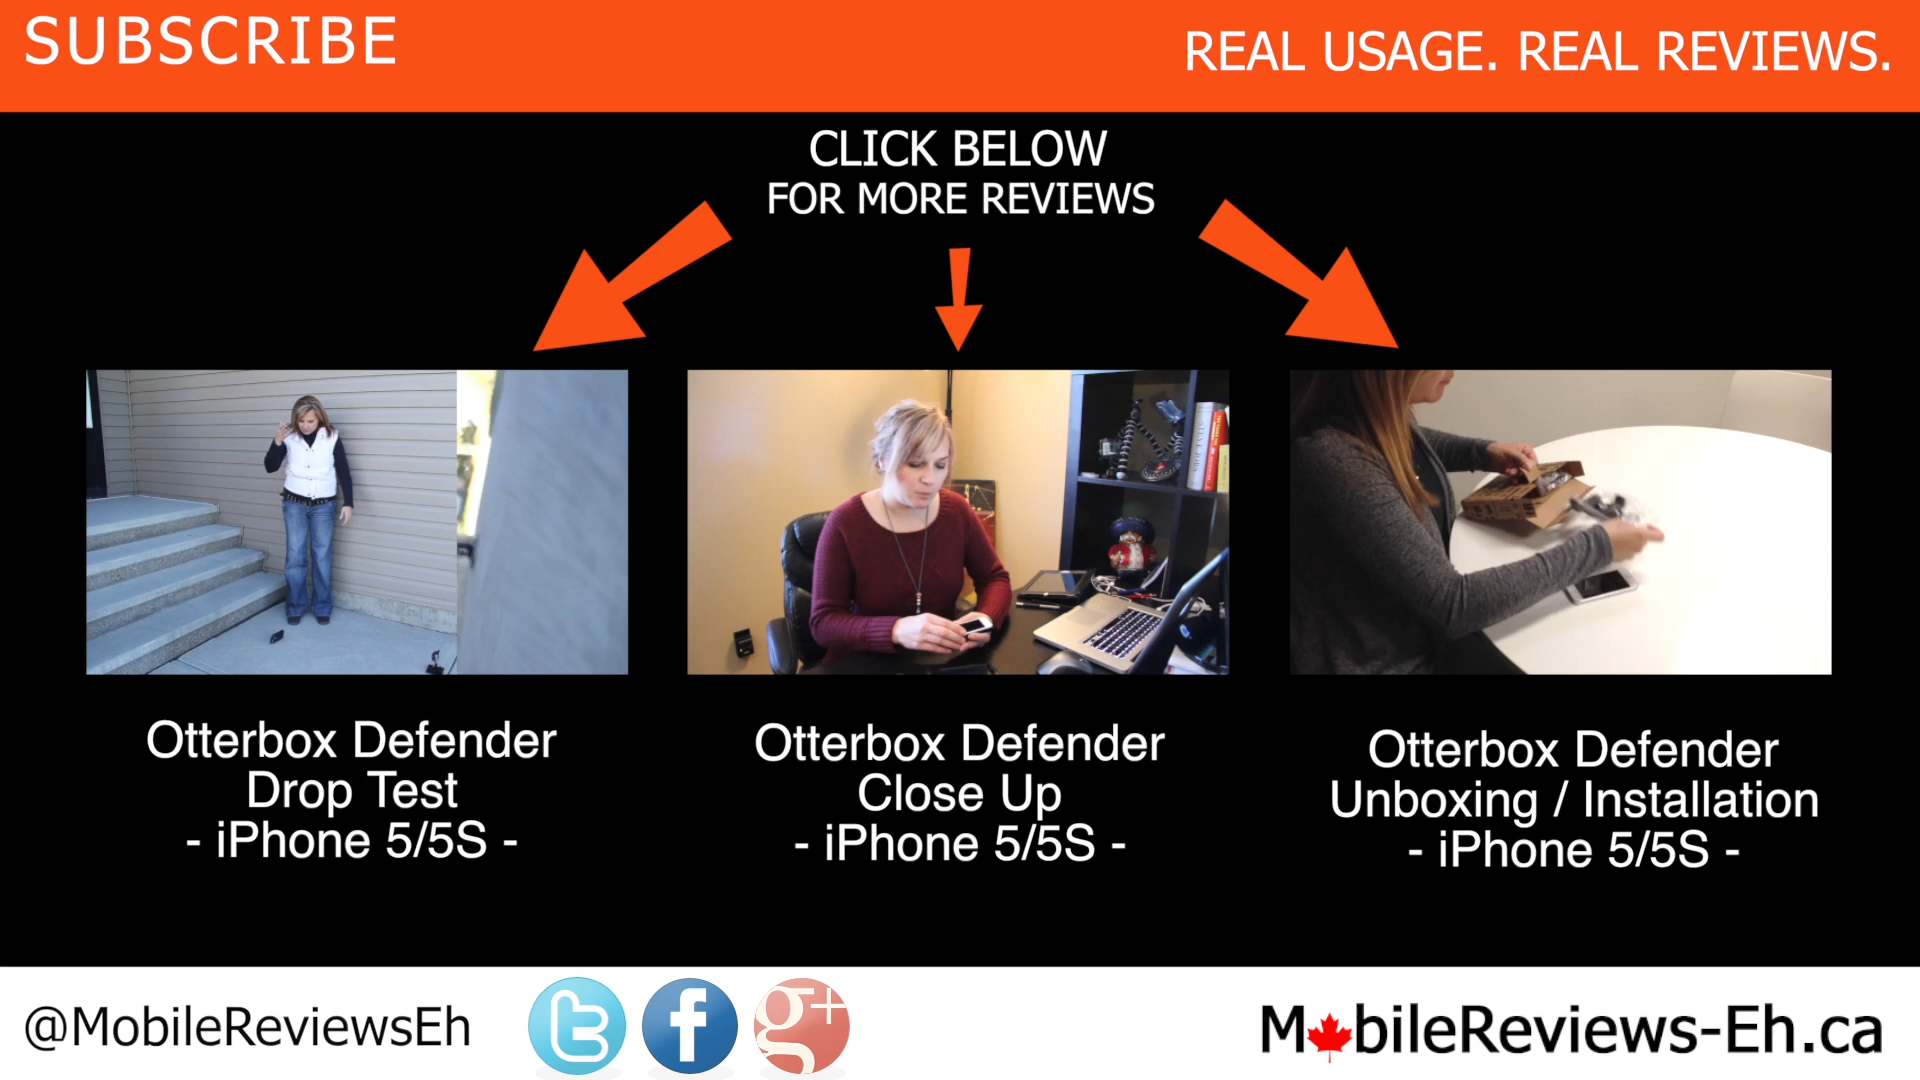 SUBSCRIBE
REAL USAGE. REAL REVIEWS.
CLICK BELOW
FOR MORE REVIEWS
Otterbox Defender
Drop Test
- iPhone 5/5S -
Otterbox Defender
Close Up
- iPhone 5/5S -
Otterbox Defender
Unboxing / Installation
- iPhone 5/5S -
@MobileReviewsEh
g+
MobileReviews-Eh.ca